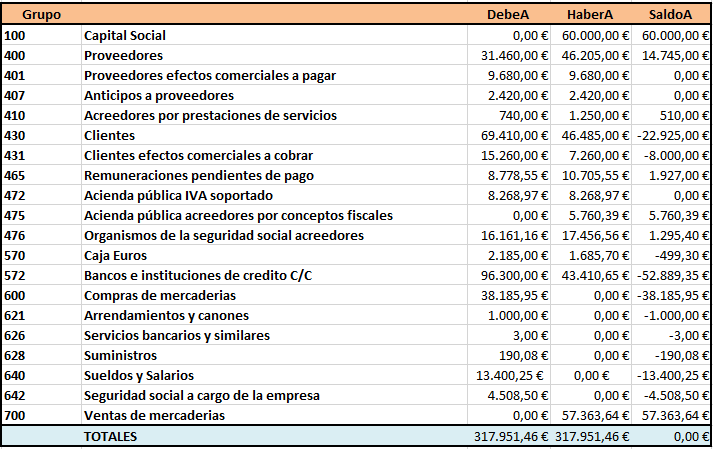 Grupo DebeA HaberA SaldoA
100 Capital Social 0,00 € 60.000,00 € 60.000,00 €
400 Proveedores 31.460,00 € 46.205,00 € 14.745,00 €
401 Proveedores efectos comerciales a pagar 9.680,00 € 9.680,00 € 0,00 €
407 Anticipos a proveedores 2.420,00 € 2.420,00 € 0,00 €
410 Acreedores por prestaciones de servicios 740,00 € 1.250,00 € 510,00 €
430 Clientes 69.410,00 € 46.485,00 € -22.925,00 €
431 Clientes efectos comerciales a cobrar 15.260,00 € 7.260,00 € -8.000,00 €
465 Remuneraciones pendientes de pago 8.778,55 € 10.705,55 € 1.927,00 €
472 Acienda pública IVA soportado 8.268,97 € 8.268,97 € 0,00 €
475 Acienda pública acreedores por conceptos fiscales 0,00 € 5.760,39 € 5.760,39 €
476 Organismos de la seguridad social acreedores 16.161,16 € 17.456,56 € 1.295,40 €
570 Caja Euros 2.185,00 € 1.685,70 € -499,30 €
572 Bancos e instituciones de credito C/C 96.300,00 € 43.410,65 € -52.889,35 €
600 Compras de mercaderias 38.185,95 € 0,00 € -38.185,95 €
621 Arrendamientos y canones 1.000,00 € 0,00 € -1.000,00 €
626 Servicios bancarios y similares 3,00 € 0,00 € -3,00 €
628 Suministros 190,08 € 0,00 € -190,08 €
640 Sueldos y Salarios 13.400,25 € 0,00 € -13.400,25 €
642 Seguridad social a cargo de la empresa 4.508,50 € 0,00 € -4.508,50 €
700 Ventas de mercaderias 0,00 € 57.363,64 € 57.363,64 €
TOTALES 317.951,46 € 317.951,46 € 0,00 €